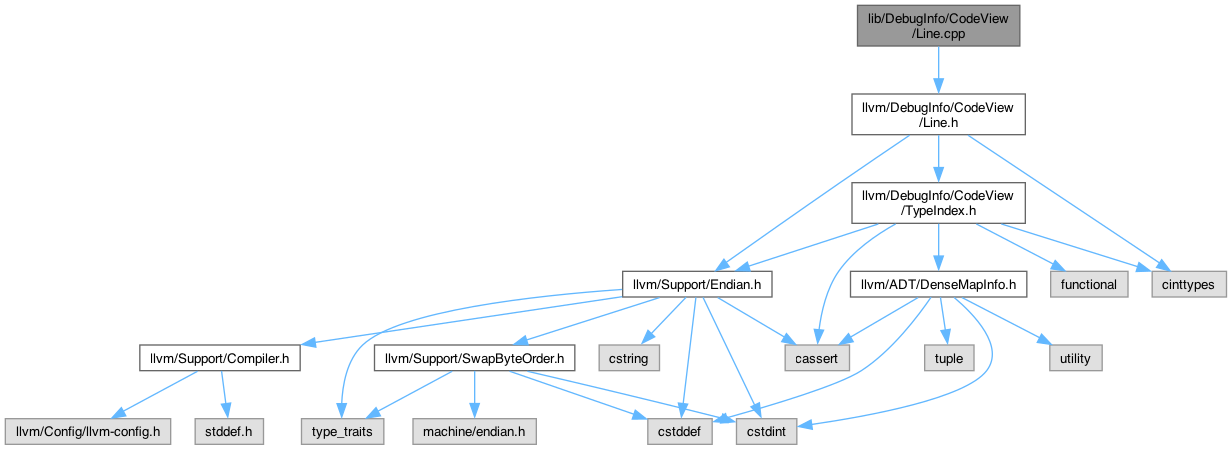 lib/DebugInfo/CodeView
/Line.cpp
llvm/DebugInfo/CodeView
/Line.h
llvm/DebugInfo/CodeView
/TypeIndex.h
llvm/Support/Endian.h
llvm/ADT/DenseMapInfo.h
functional
cinttypes
llvm/Support/Compiler.h
llvm/Support/SwapByteOrder.h
cstring
cassert
tuple
utility
llvm/Config/llvm-config.h
stddef.h
type_traits
machine/endian.h
cstddef
cstdint